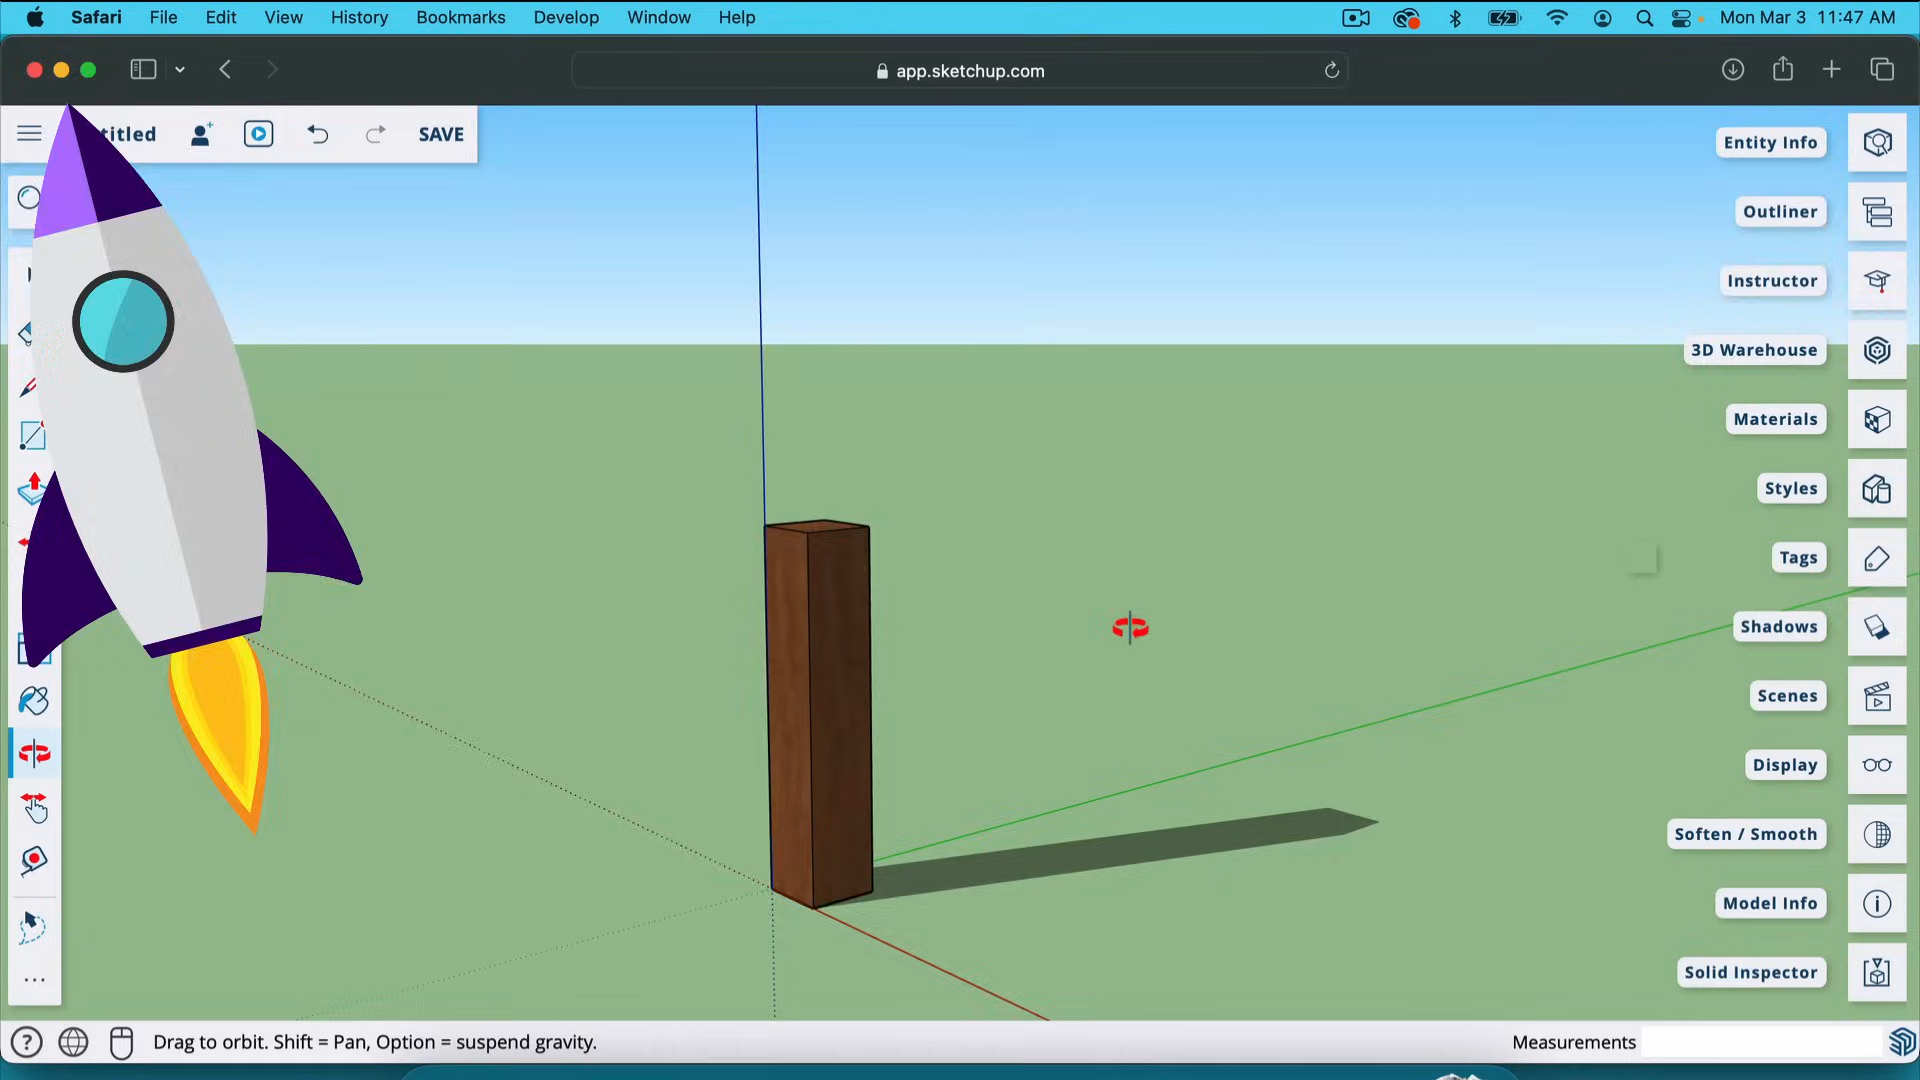 Safari File Edit View History Bookmarks Develop Window Help Mon Mar 3 11:47 AM
app.sketchup.com
titled SAVE
Entity Info
Outliner
Instructor
3D Warehouse
Materials
Styles
Tags
Shadows
Scenes
Display
Soften / Smooth
Model Info
Solid Inspector
Drag to orbit. Shift = Pan, Option = suspend gravity. Measurements